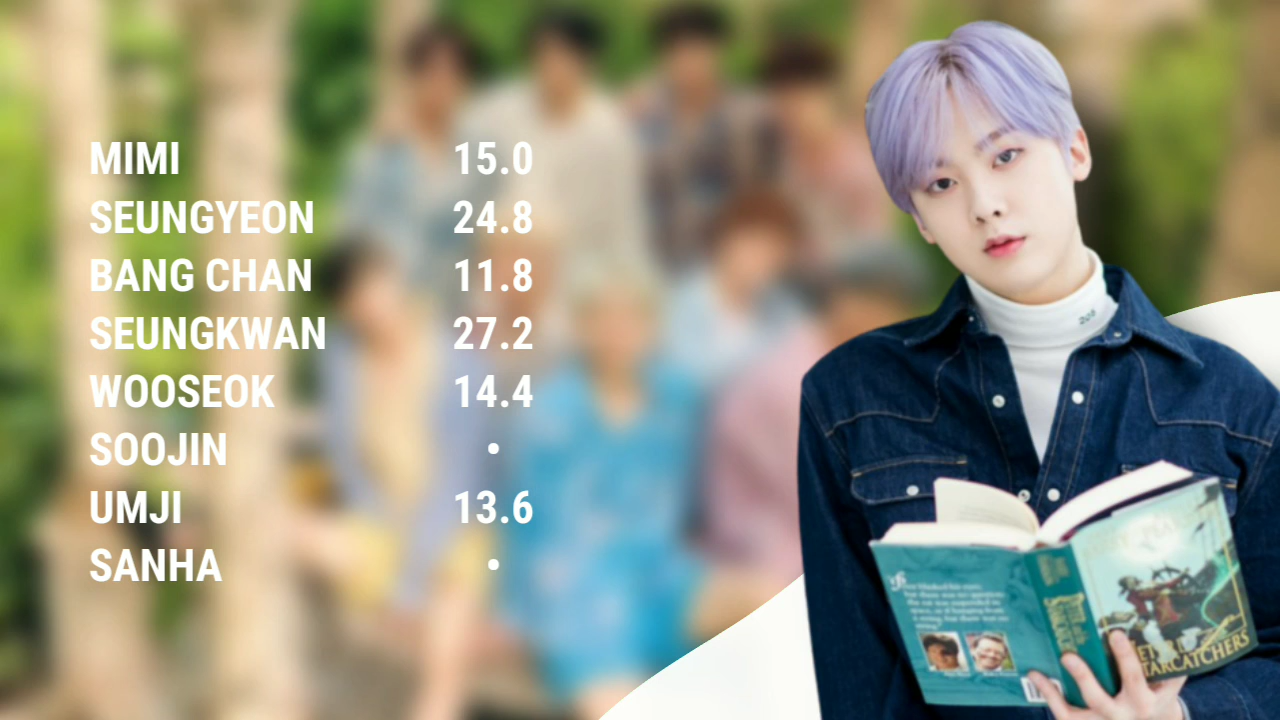 MIMI 15.0
SEUNGYEON 24.8
BANG CHAN 11.8
SEUNGKWAN 27.2
WOOSEOK 14.4
SOOJIN •
UMJI 13.6
SANHA •
203
STARCATCHERS